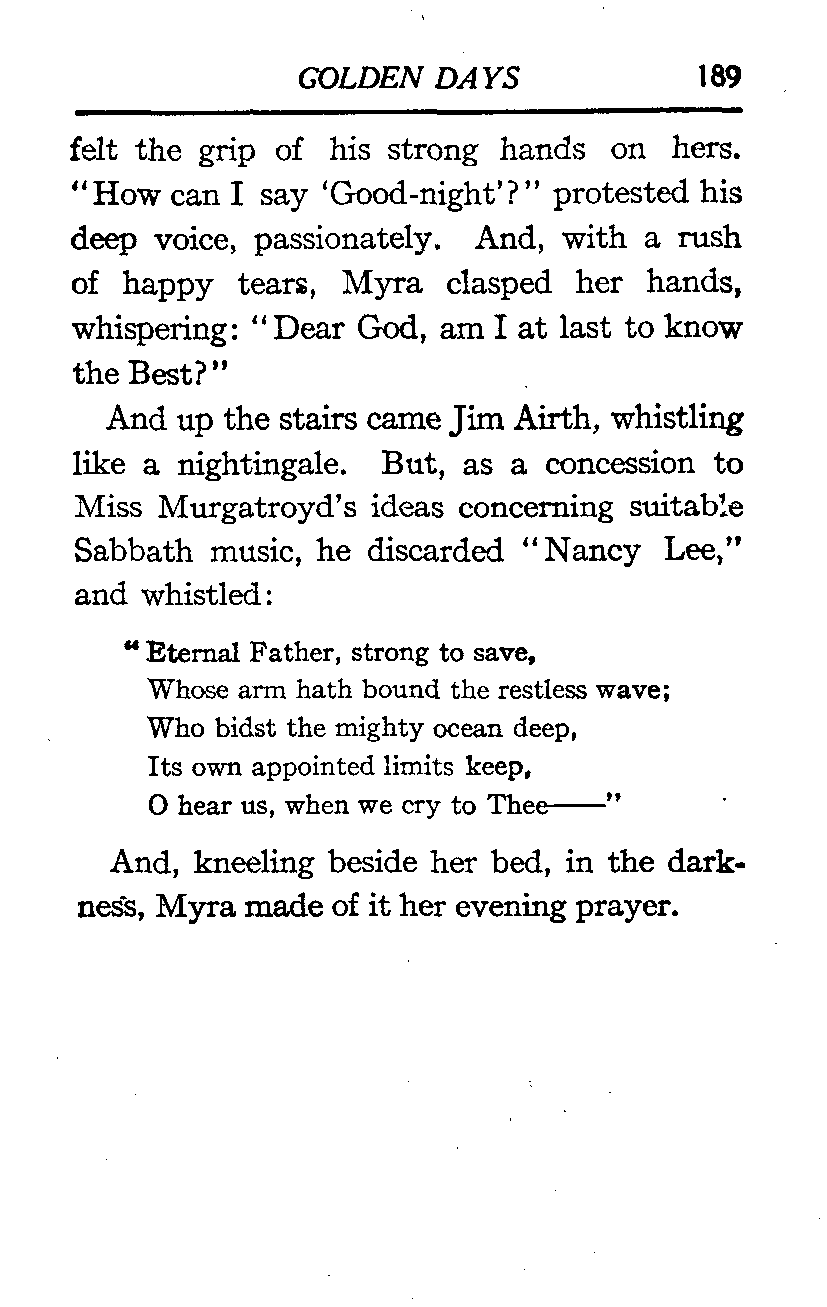 GOLDEN DAYS 189
felt the grip of his strong hands on hers.
"How can I say 'Good-night'?" protested his
deep voice, passionately. And, with a rush
of happy tears, Myra clasped her hands,
whispering: "Dear God, am I at last to know
the Best?"
And up the stairs came Jim Airth, whistling
like a nightingale. But, as a concession to
Miss Murgatroyd's ideas concerning suitable
Sabbath music, he discarded "Nancy Lee,"
and whistled:
"Eternal Father, strong to save,
Whose arm hath bound the restless wave;
Who bidst the mighty ocean deep,
Its own appointed limits keep,
O hear us, when we cry to Thee——"
And, kneeling beside her bed, in the dark-
ness, Myra made of it her evening prayer.